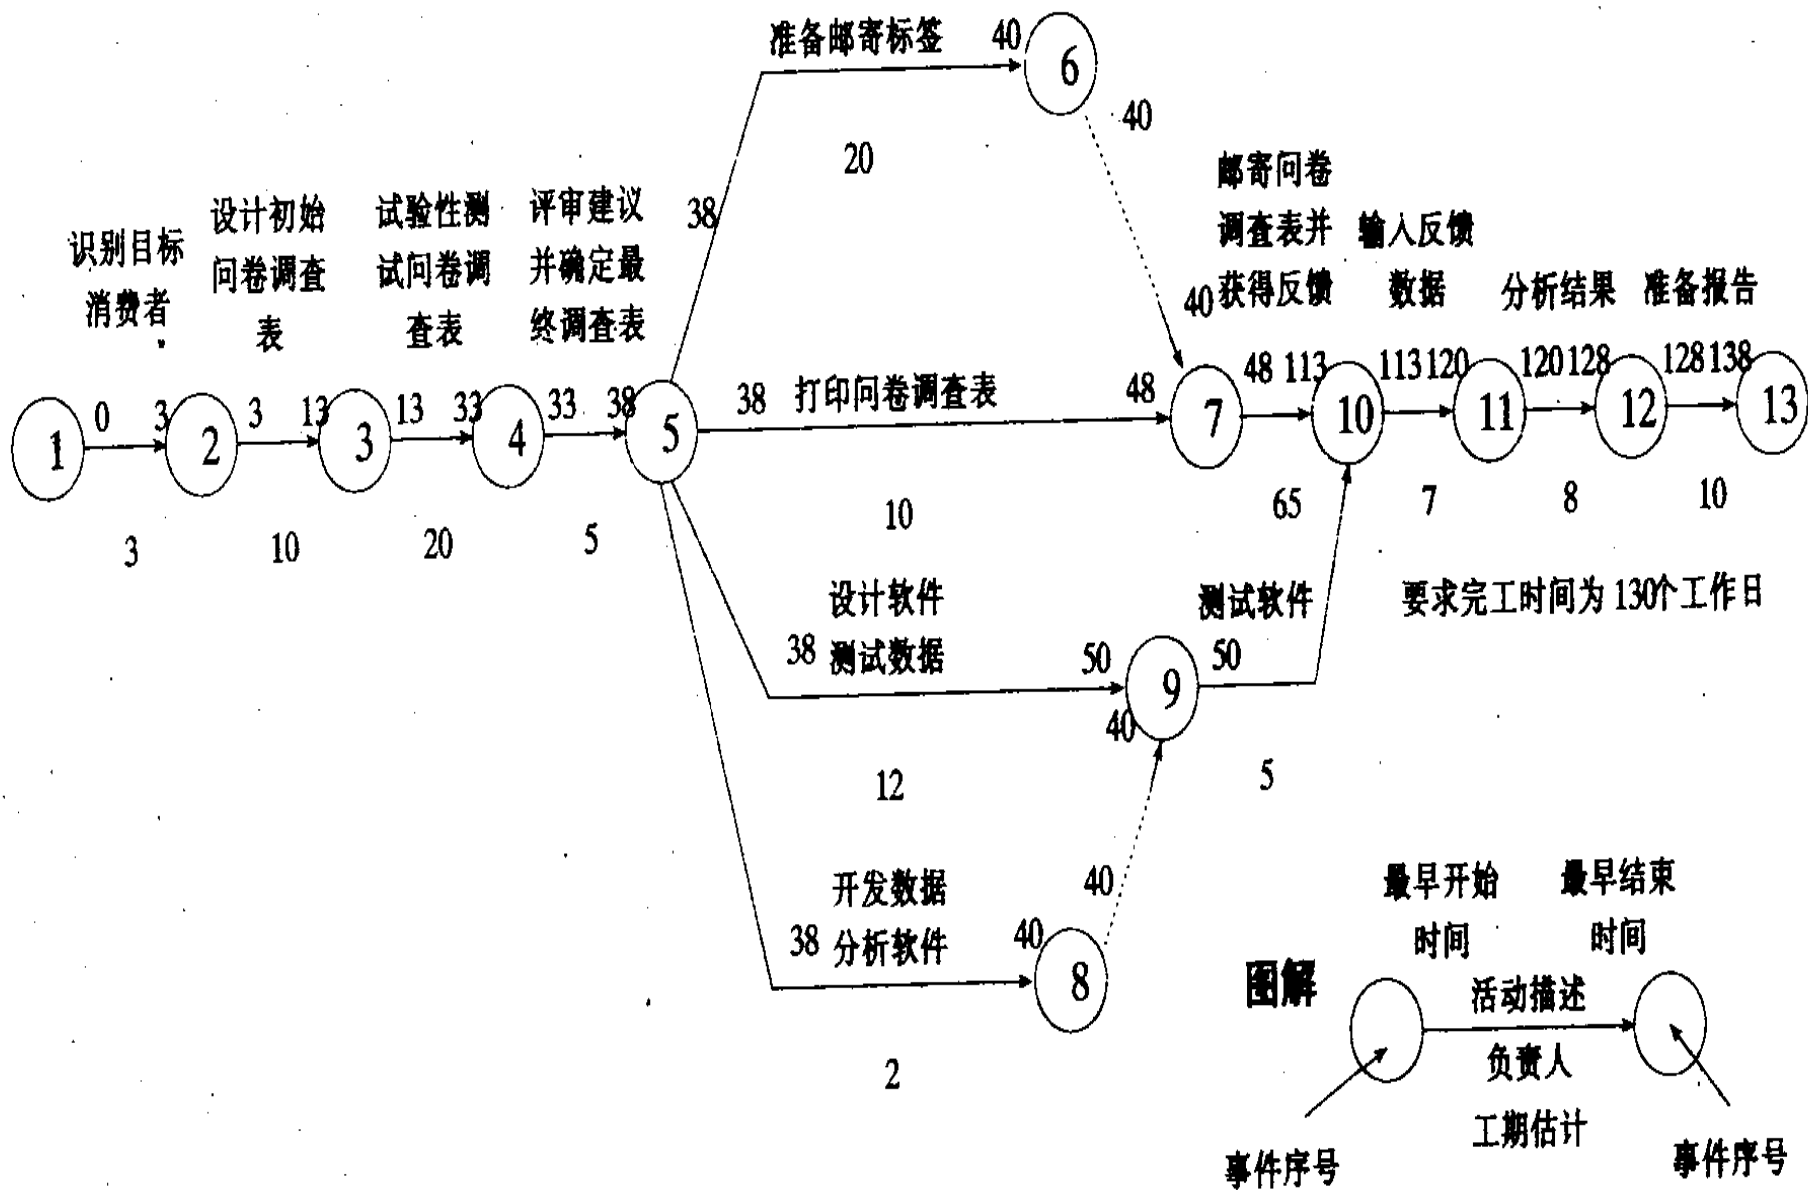 准备邮寄标签
40
6
38
20
40
识别目标
消费者
设计初始
问卷调查
表
试验性测
试问卷调
查表
评审建议
并确定最
终调查表
邮寄问卷
调查表并
获得反馈
输入反馈
数据
分析结果
准备报告
40
1
0
3
2
3
13
3
13
33
4
33
38
5
38
打印问卷调查表
48
7
48
113
10
113
120
11
120
128
12
128
138
13
3
10
20
5
10
65
7
8
10
设计软件
38
测试数据
50
9
50
测试软件
要求完工时间为 130个工作日
40
12
5
开发数据
38
分析软件
40
8
40
2
图解
最早开始
时间
最早结束
时间
活动描述
负责人
工期估计
事件序号
事件序号